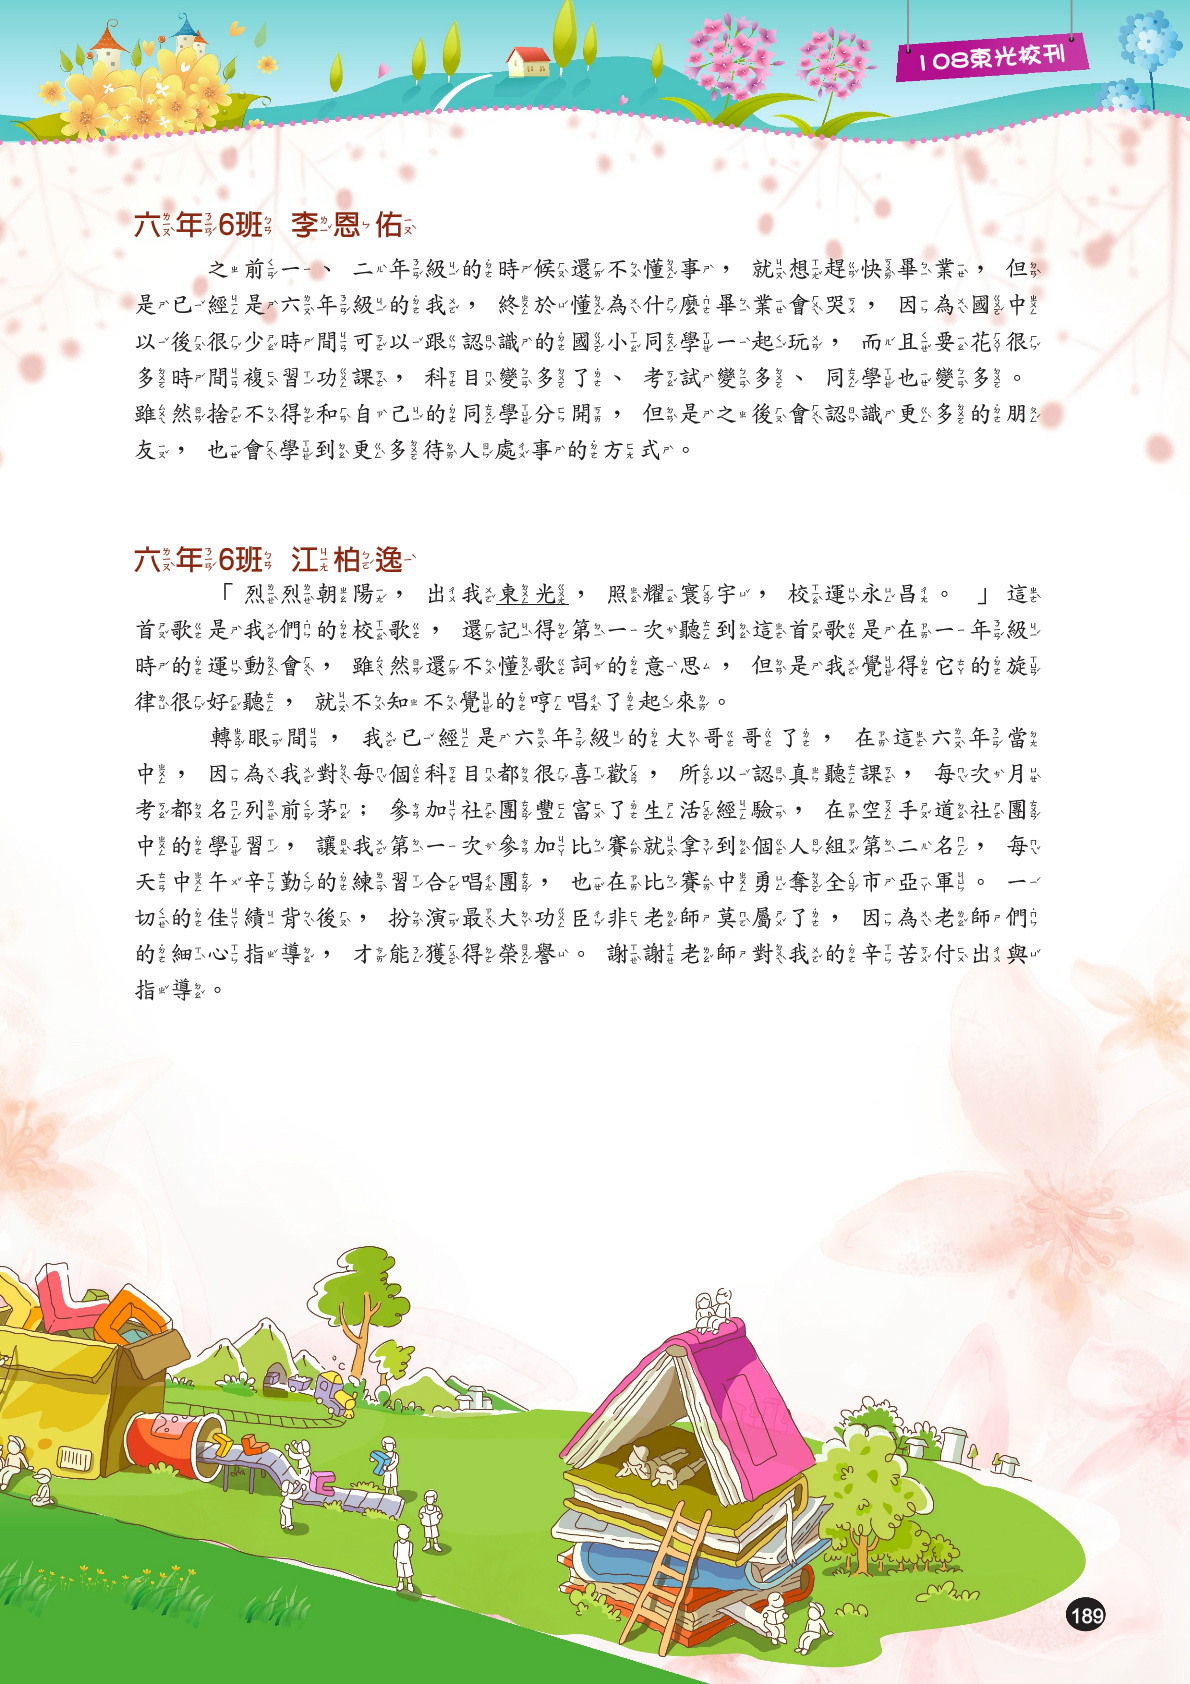 108東光校刊
六年6班 李恩佑
之前一、二年級的時候還不懂事，就想趕快畢業，但
是已經是六年級的我，終於懂為什麼畢業會哭，因為國中
以後很少時間可以跟認識的國小同學一起玩，而且要花很
多時間複習功課，科目變多了、考試變多、同學也變多。
雖然捨不得和自己的同學分開，但是之後會認識更多的朋
友，也會學到更多待人處事的方式。
六年6班 江柏逸
「烈烈朝陽，出我東光，照耀寰宇，校運永昌。」這
首歌是我們的校歌，還記得第一次聽到這首歌是在一年級
時的運動會，雖然還不懂歌詞的意思，但是我覺得它的旋
律很好聽，就不知不覺的哼唱了起來。
轉眼間，我已經是六年級的大哥哥了，在這六年當
中，因為我對每個科目都很喜歡，所以認真聽課，每次月
考都名列前茅；參加社團豐富了生活經驗，在空手道社團
中的學習，讓我第一次參加比賽就拿到個人組第二名，每
天中午辛勤的練習合唱團，也在比賽中勇奪全市亞軍。一
切的佳績背後，扮演最大功臣非老師莫屬了，因為老師們
的細心指導，才能獲得榮譽。謝謝老師對我的辛苦付出與
指導。
189